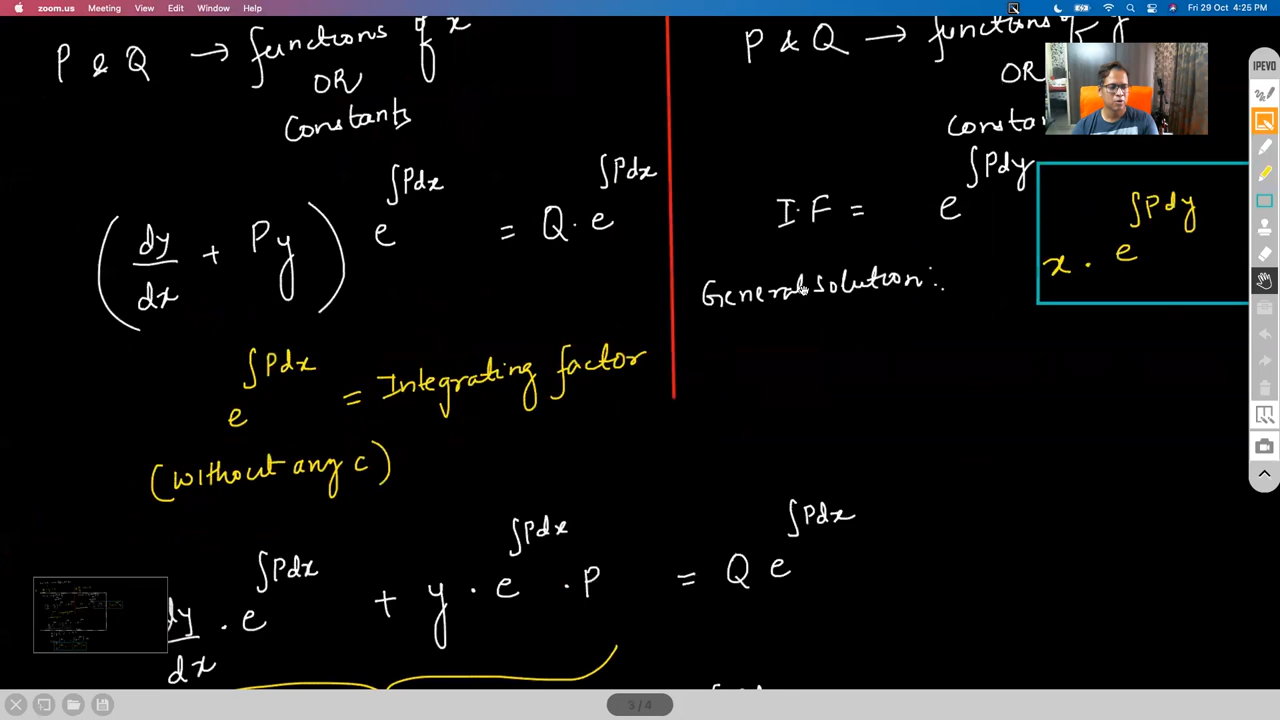 zoom.us Meeting View Edit Window Help Fri 29 Oct 4:25 PM
P & Q → functions of x
OR
Constants
(dy/dx + Py) e^∫Pdx = Q · e^∫Pdx
e^∫Pdx = Integrating factor
(without any c)
dy/dx · e^∫Pdx + y · e^∫Pdx · P = Q e^∫Pdx
P & Q → functions of y
OR
I.F = e^∫Pdy
General solution:
x · e^∫Pdy
IPEVO
3 / 4